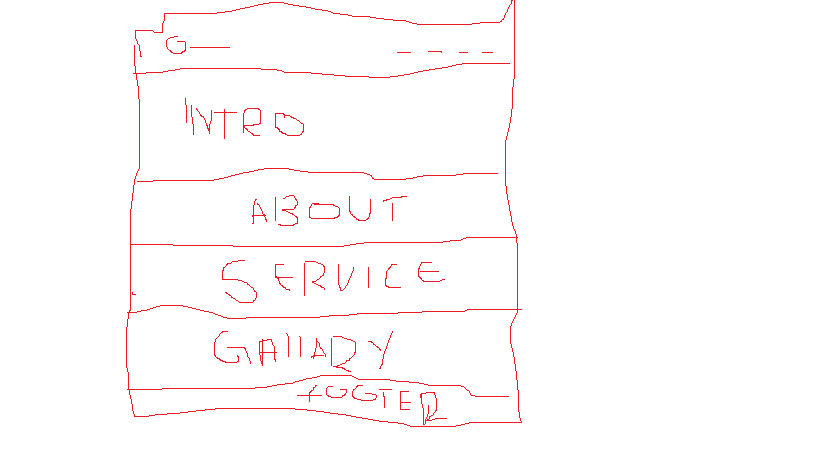 INTRO
ABOUT
SERVICE
GAllARY
FOOTER